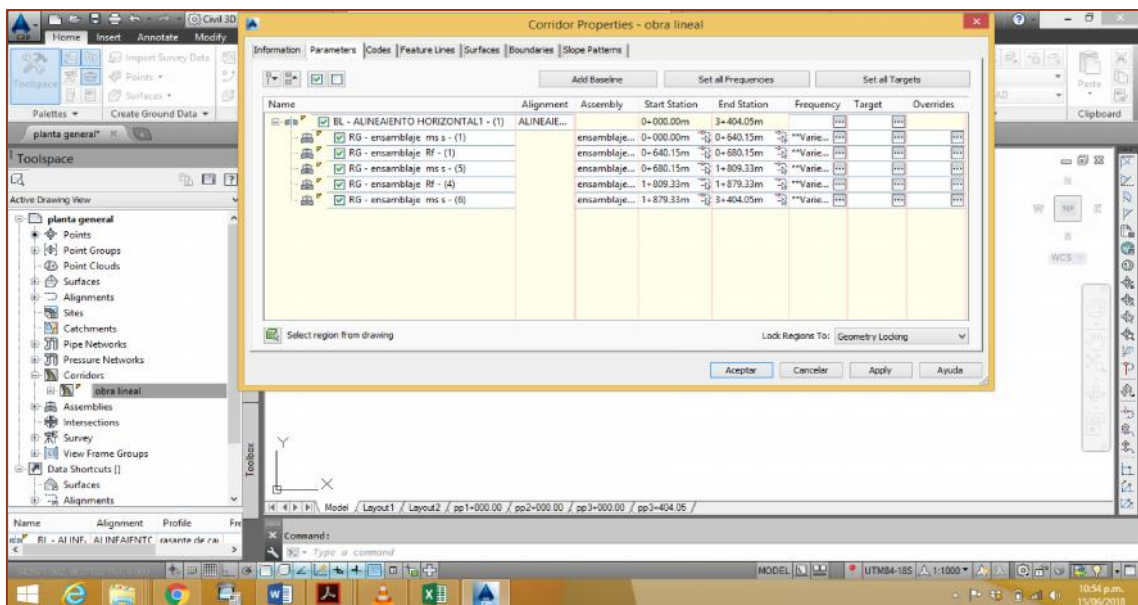 Civil 3D
Corridor Properties - obra lineal
Home Insert Annotate Modify
Import Survey Data
Points
Surfaces
Toolspace
Palettes
Create Ground Data
Paste
Clipboard
Information Parameters Codes Feature Lines Surfaces Boundaries Slope Patterns
Add Baseline Set all Frequencies Set all Targets
Name Alignment Assembly Start Station End Station Frequency Target Overrides
BL - ALINEAIENTO HORIZONTAL1 - (1) ALINEAIE... 0+000.00m 3+404.05m
RG - ensamblaje ms s - (1) ensamblaje... 0+000.00m 0+640.15m **Varie...
RG - ensamblaje Rf - (1) ensamblaje... 0+640.15m 0+680.15m **Varie...
RG - ensamblaje ms s - (5) ensamblaje... 0+680.15m 1+809.33m **Varie...
RG - ensamblaje Rf - (4) ensamblaje... 1+809.33m 1+879.33m **Varie...
RG - ensamblaje ms s - (6) ensamblaje... 1+879.33m 3+404.05m **Varie...
Select region from drawing
Lock Regions To: Geometry Locking
Aceptar Cancelar Apply Ayuda
planta general*
Toolspace
Active Drawing View
planta general
Points
Point Groups
Point Clouds
Surfaces
Alignments
Sites
Catchments
Pipe Networks
Pressure Networks
Corridors
obra lineal
Assemblies
Intersections
Survey
View Frame Groups
Data Shortcuts []
Surfaces
Alignments
Name Alignment Profile Fre
BL - ALINE. ALINEAIENTC rasante de car
Toolbox
TOP
W
WCS
Y
X
Model Layout1 Layout2 pp1+000.00 pp2+000.00 pp3+000.00 pp3+404.05
Command:
Type a command
MODEL UTM84-18S 1:1000
10:54 p.m.
15/06/2018